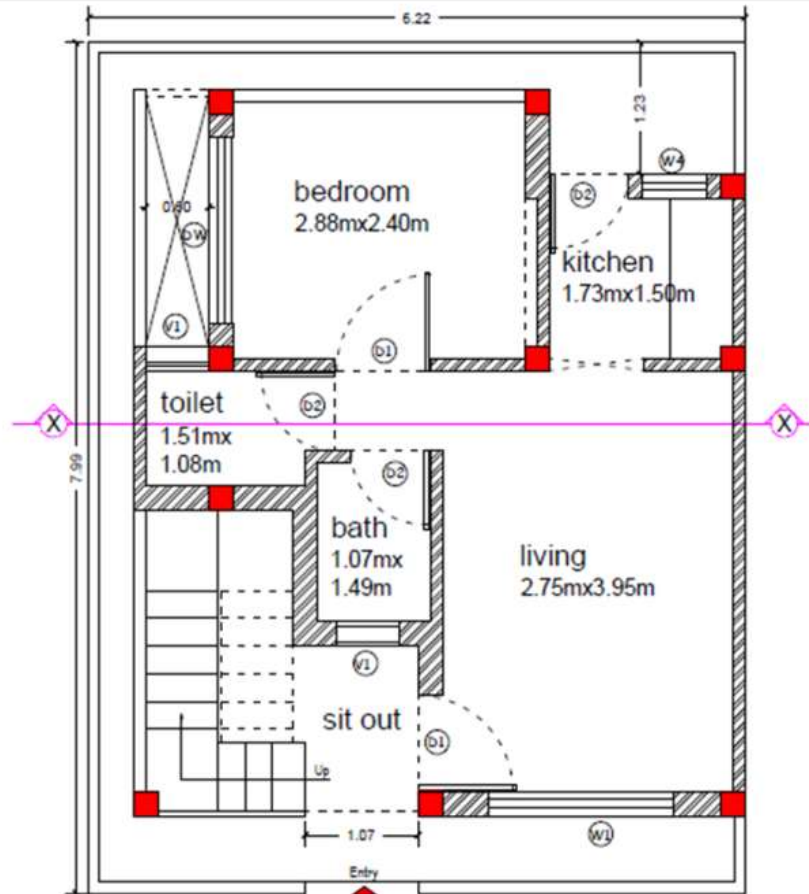 6.22
1.23
W4
bedroom
2.88mx2.40m
D2
0.60
DW
kitchen
1.73mx1.50m
V1
D1
toilet
1.51mx
1.08m
D2
X
X
7.99
D2
bath
1.07mx
1.49m
living
2.75mx3.95m
V1
sit out
D1
Up
1.07
W1
Entry